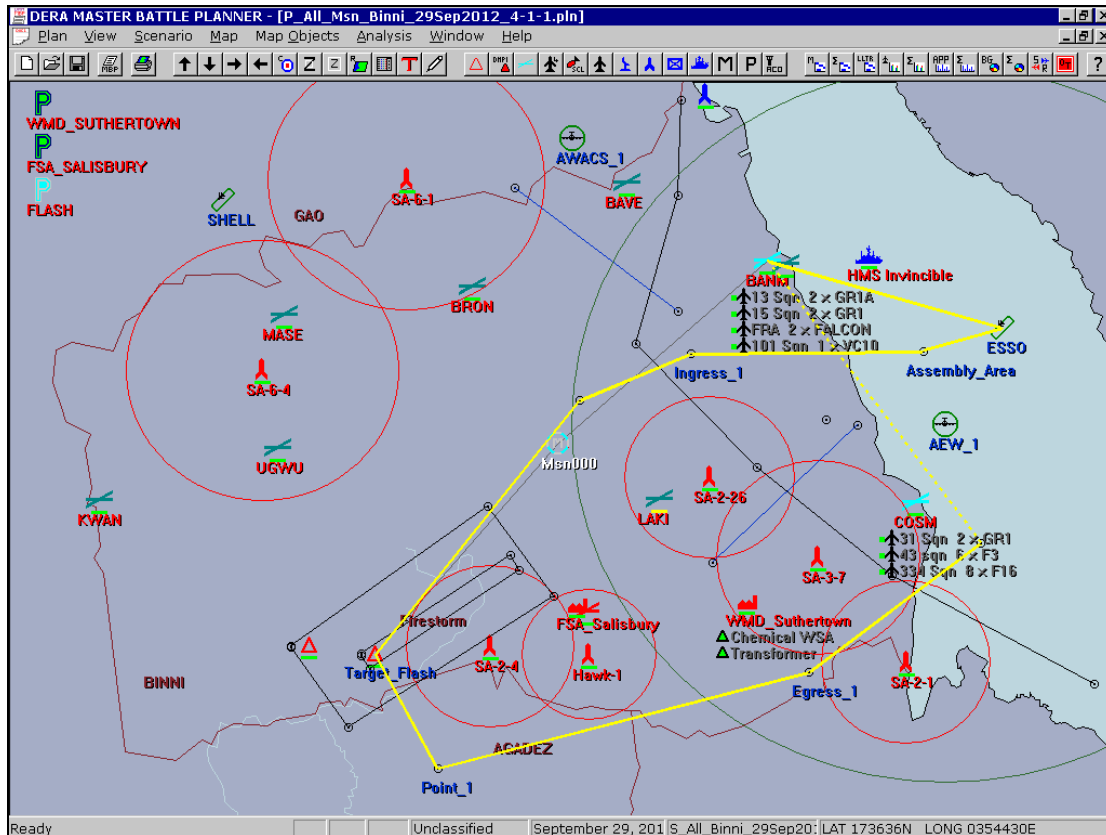 DERA MASTER BATTLE PLANNER - [P_All_Msn_Binni_29Sep2012_4-1-1.pln]
Plan View Scenario Map Map Objects Analysis Window Help
WMD_SUTHERTOWN
FSA_SALISBURY
FLASH
SHELL
GAO
SA-6-1
AWACS_1
BAVE
BRON
MASE
SA-6-4
UGWU
KWAN
BANM
HMS Invincible
13 Sqn 2 x GR1A
15 Sqn 2 x GR1
FRA 2 x FALCON
101 Sqn 1 x VC10
ESSO
Ingress_1
Assembly_Area
AEW_1
Msn000
SA-2-26
LAKI
COSM
31 Sqn 2 x GR1
43 sqn 6 x F3
334 Sqn 8 x F16
SA-3-7
Firestorm
FSA_Salisbury
WMD_Suthertown
Chemical WSA
Transformer
Target_Flash
SA-2-4
Hawk-1
SA-2-1
Egress_1
BINNI
AGADEZ
Point_1
Ready Unclassified September 29, 201 S_All_Binni_29Sep20: LAT 173636N LONG 0354430E